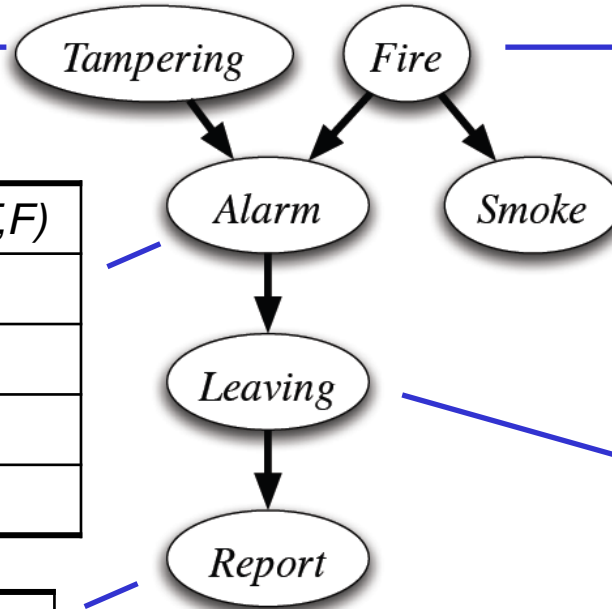 Tampering
Fire
,F)
Alarm
Smoke
Leaving
Report